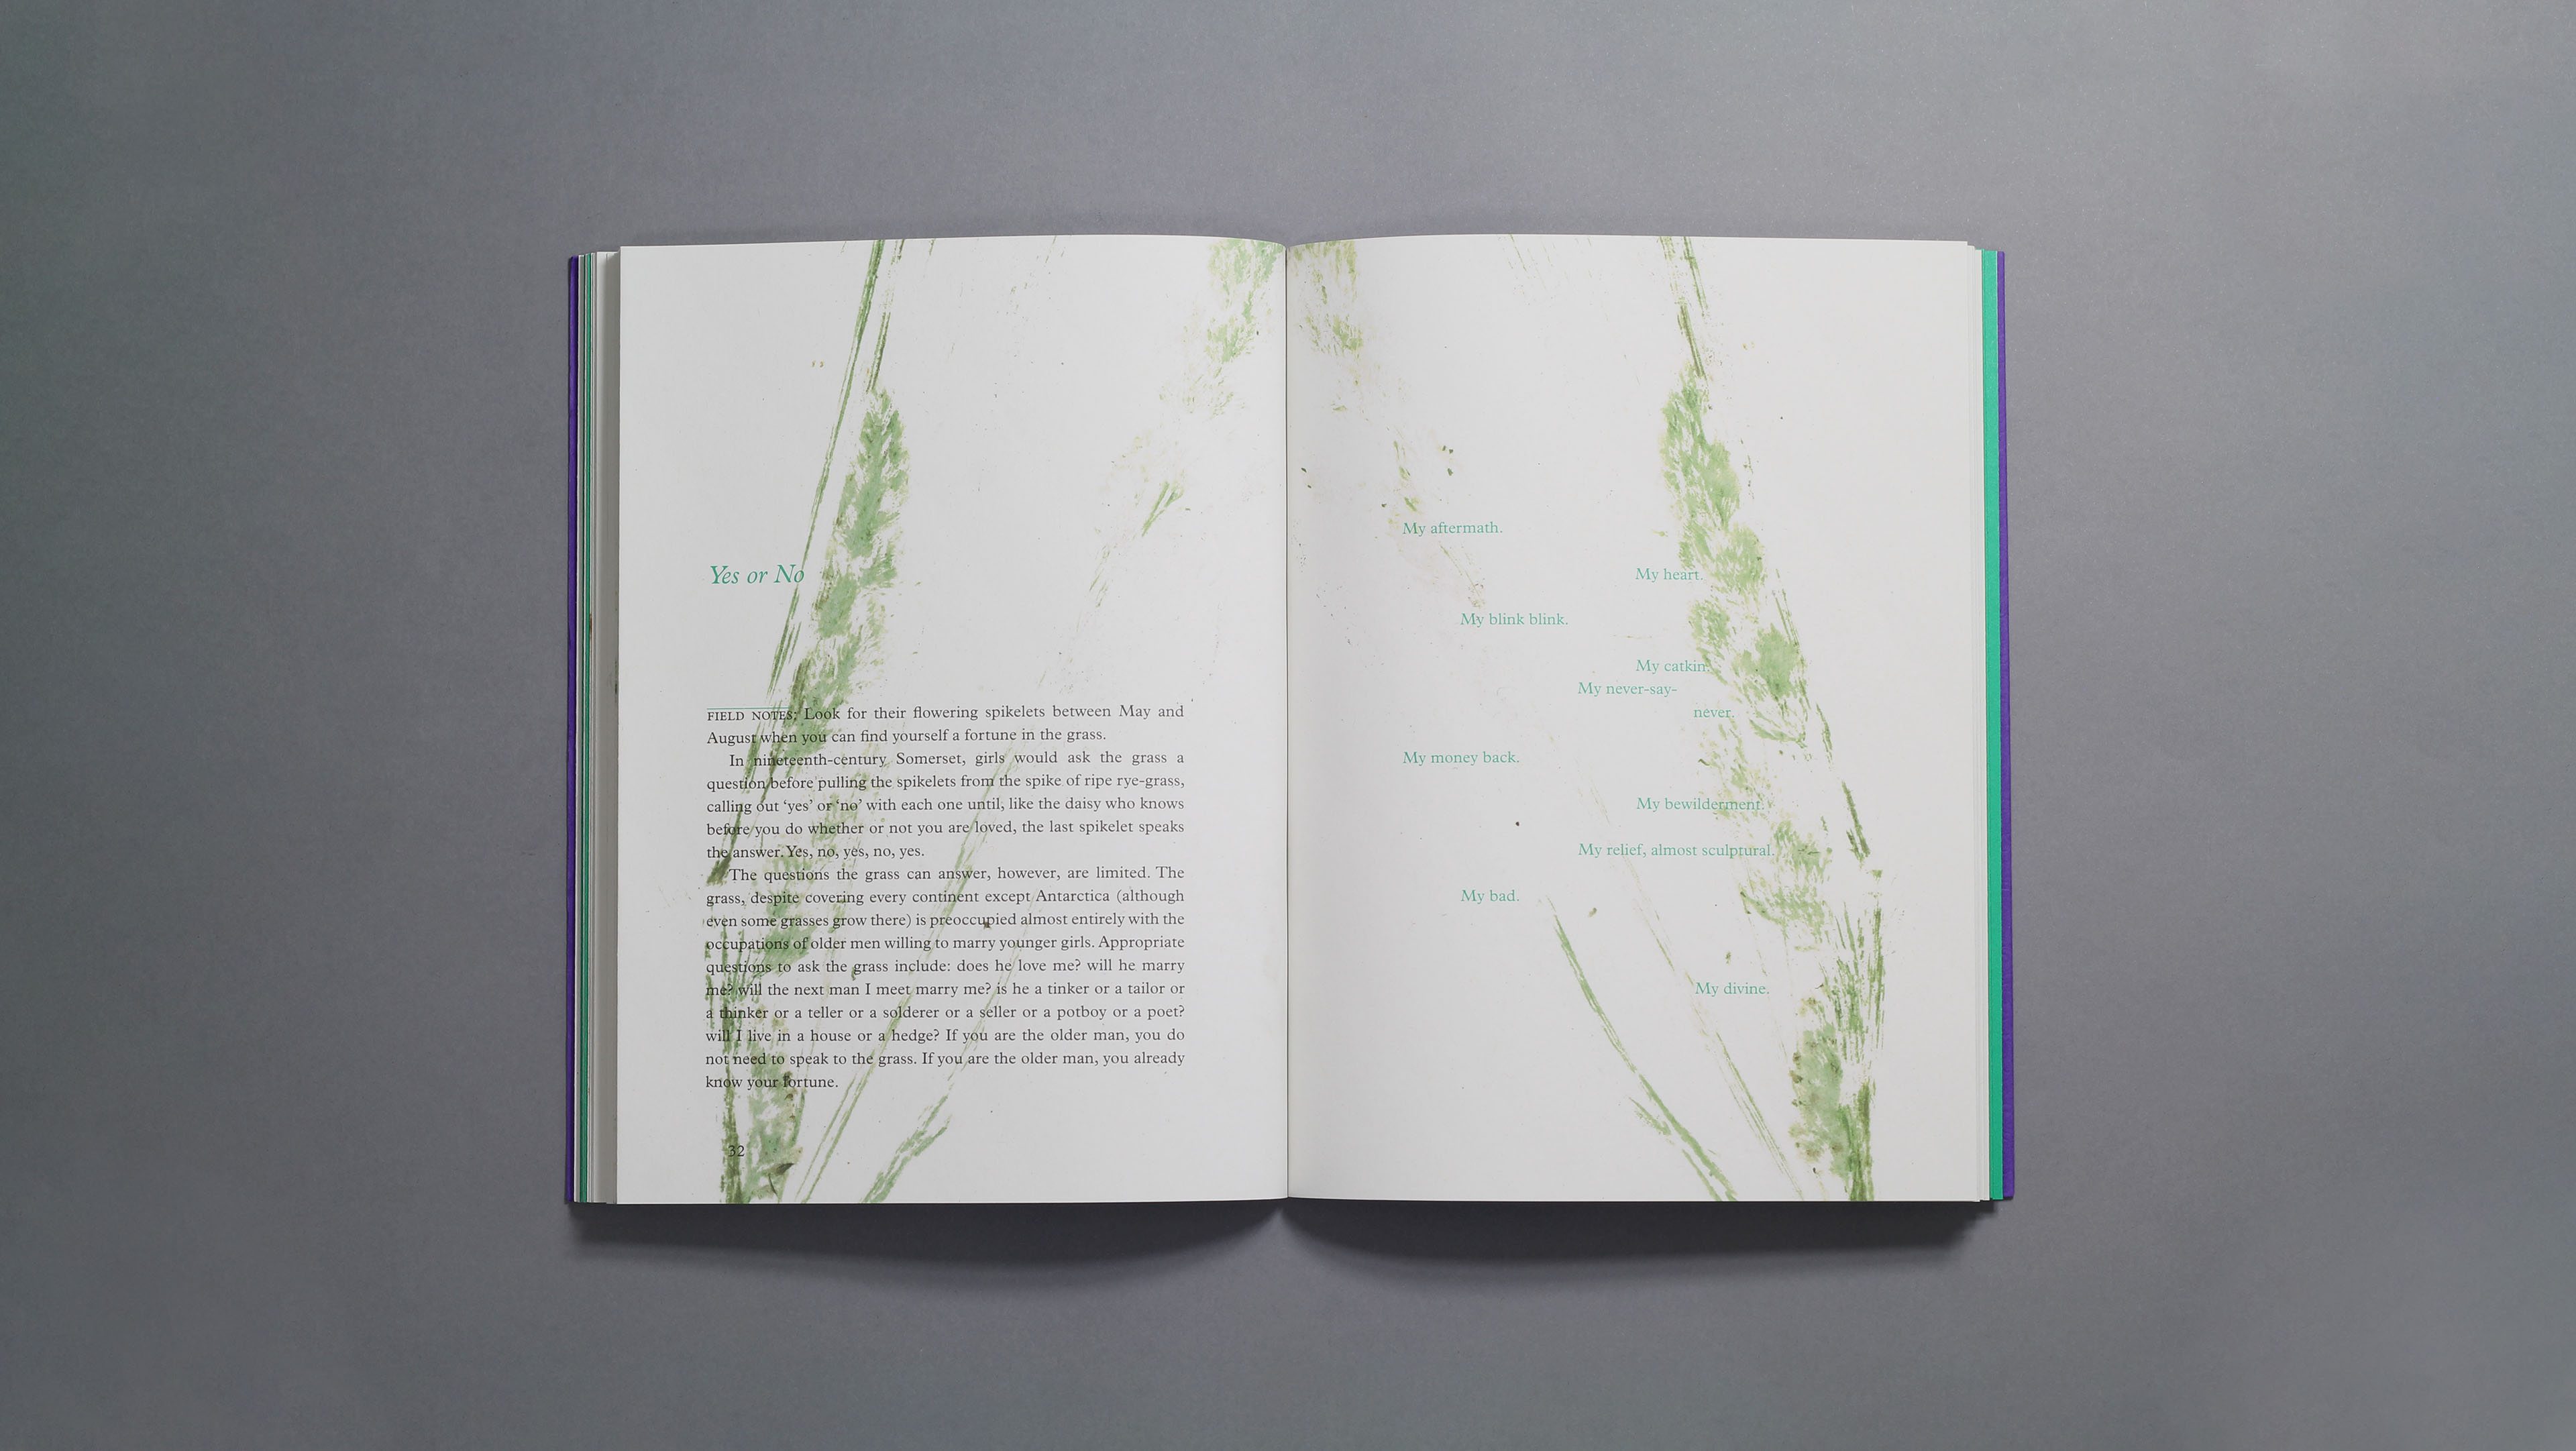 Yes or No
FIELD NOTES: Look for their flowering spikelets between May and
August when you can find yourself a fortune in the grass.
In nineteenth-century Somerset, girls would ask the grass a
question before pulling the spikelets from the spike of ripe rye-grass,
calling out ‘yes’ or ‘no’ with each one until, like the daisy who knows
before you do whether or not you are loved, the last spikelet speaks
the answer. Yes, no, yes, no, yes.
The questions the grass can answer, however, are limited. The
grass, despite covering every continent except Antarctica (although
even some grasses grow there) is preoccupied almost entirely with the
occupations of older men willing to marry younger girls. Appropriate
questions to ask the grass include: does he love me? will he marry
me? will the next man I meet marry me? is he a tinker or a tailor or
a thinker or a teller or a solderer or a seller or a potboy or a poet?
will I live in a house or a hedge? If you are the older man, you do
not need to speak to the grass. If you are the older man, you already
know your fortune.
32
My aftermath.
My heart.
My blink blink.
My catkin.
My never-say-
never.
My money back.
My bewilderment.
My relief, almost sculptural.
My bad.
My divine.